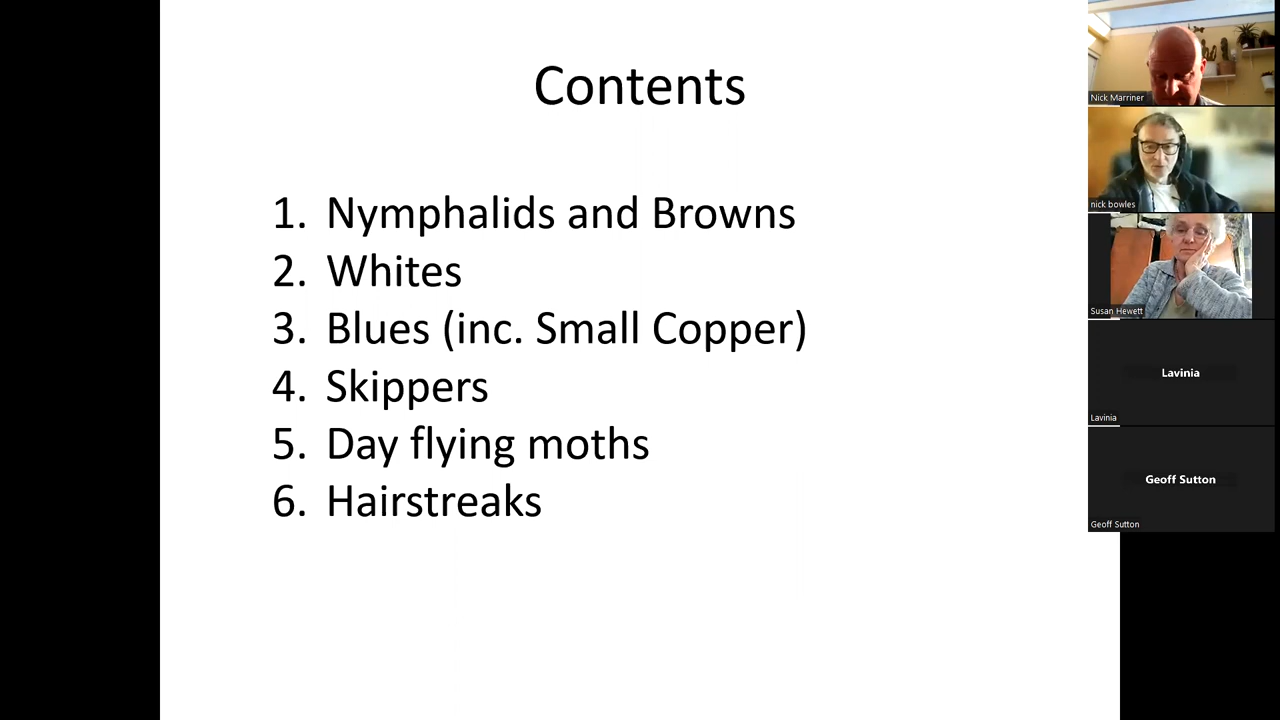 Contents
1. Nymphalids and Browns
2. Whites
3. Blues (inc. Small Copper)
4. Skippers
5. Day flying moths
6. Hairstreaks
Nick Marriner
nick bowles
Susan Hewett
Lavinia
Lavinia
Geoff Sutton
Geoff Sutton